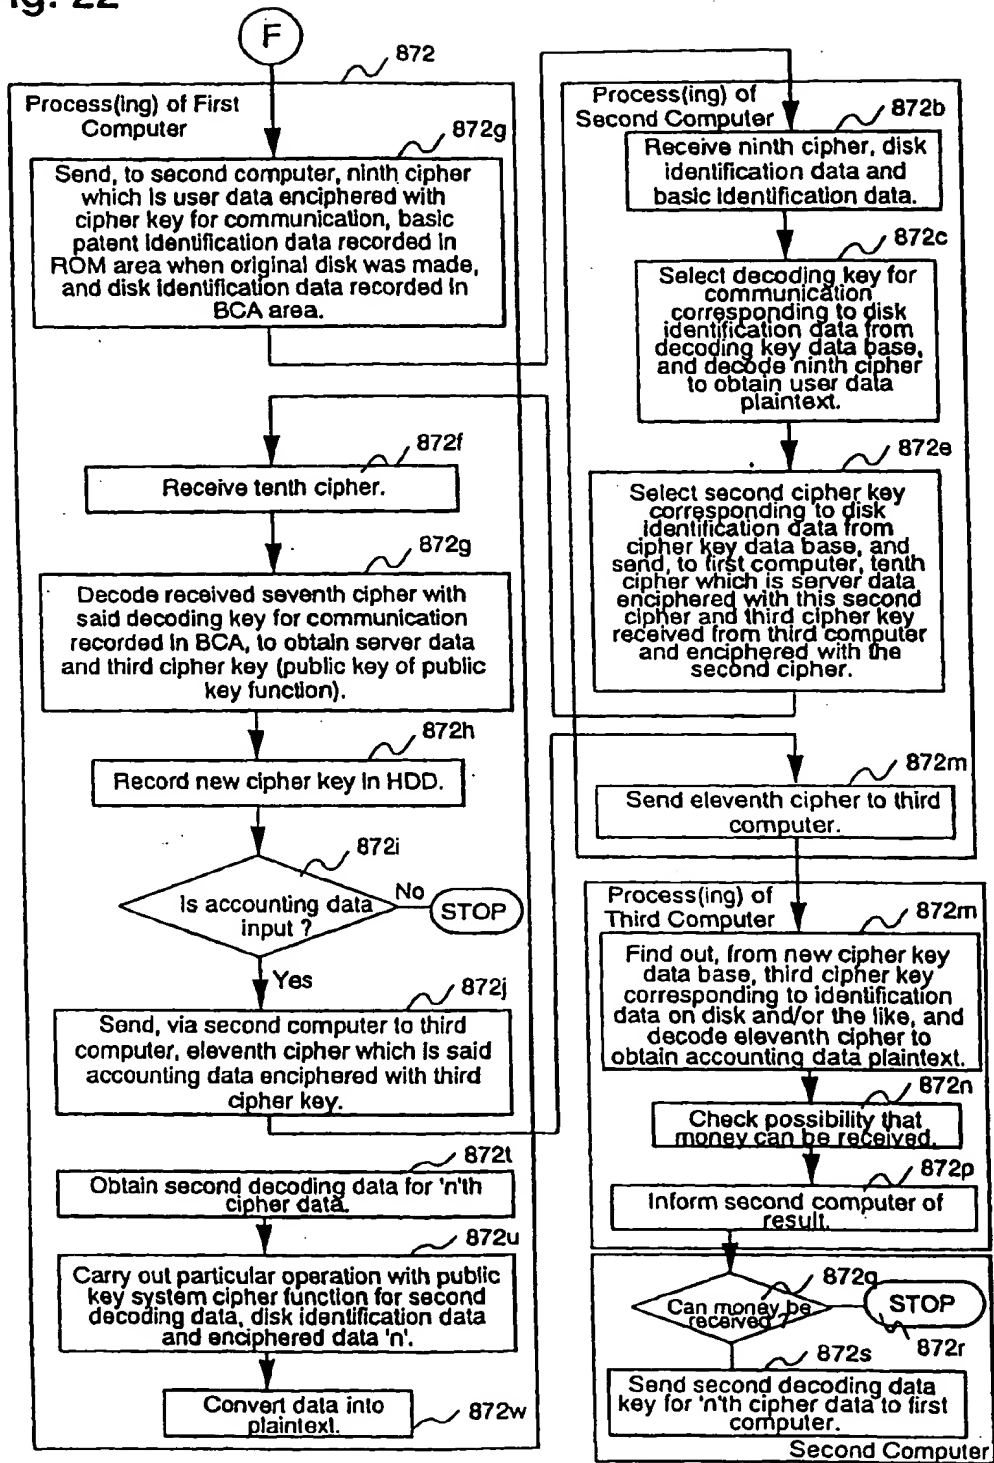 Fig. 22
F
872
Process(ing) of First
Computer
872g
Send, to second computer, ninth cipher
which is user data enciphered with
cipher key for communication, basic
patent identification data recorded in
ROM area when original disk was made,
and disk identification data recorded in
BCA area.
872f
Receive tenth cipher.
872g
Decode received seventh cipher with
said decoding key for communication
recorded in BCA, to obtain server data
and third cipher key (public key of public
key function).
872h
Record new cipher key in HDD.
872i
Is accounting data
input ?
No
STOP
Yes
872j
Send, via second computer to third
computer, eleventh cipher which is said
accounting data enciphered with third
cipher key.
872t
Obtain second decoding data for 'n'th
cipher data.
872u
Carry out particular operation with public
key system cipher function for second
decoding data, disk identification data
and enciphered data 'n'.
Convert data into
plaintext.
872w
Process(ing) of
Second Computer
872b
Receive ninth cipher, disk
identification data and
basic identification data.
872c
Select decoding key for
communication
corresponding to disk
identification data from
decoding key data base,
and decode ninth cipher
to obtain user data
plaintext.
872e
Select second cipher key
corresponding to disk
identification data from
cipher key data base, and
send, to first computer, tenth
cipher which is server data
enciphered with this second
cipher and third cipher key
received from third computer
and enciphered with the
second cipher.
872m
Send eleventh cipher to third
computer.
Process(ing) of
Third Computer
872m
Find out, from new cipher key
data base, third cipher key
corresponding to identification
data on disk and/or the like, and
decode eleventh cipher to
obtain accounting data plaintext.
872n
Check possibility that
money can be received.
872p
Inform second computer of
result.
872q
Can money be
received ?
STOP
872r
872s
Send second decoding data
key for 'n'th cipher data to first
computer.
Second Computer